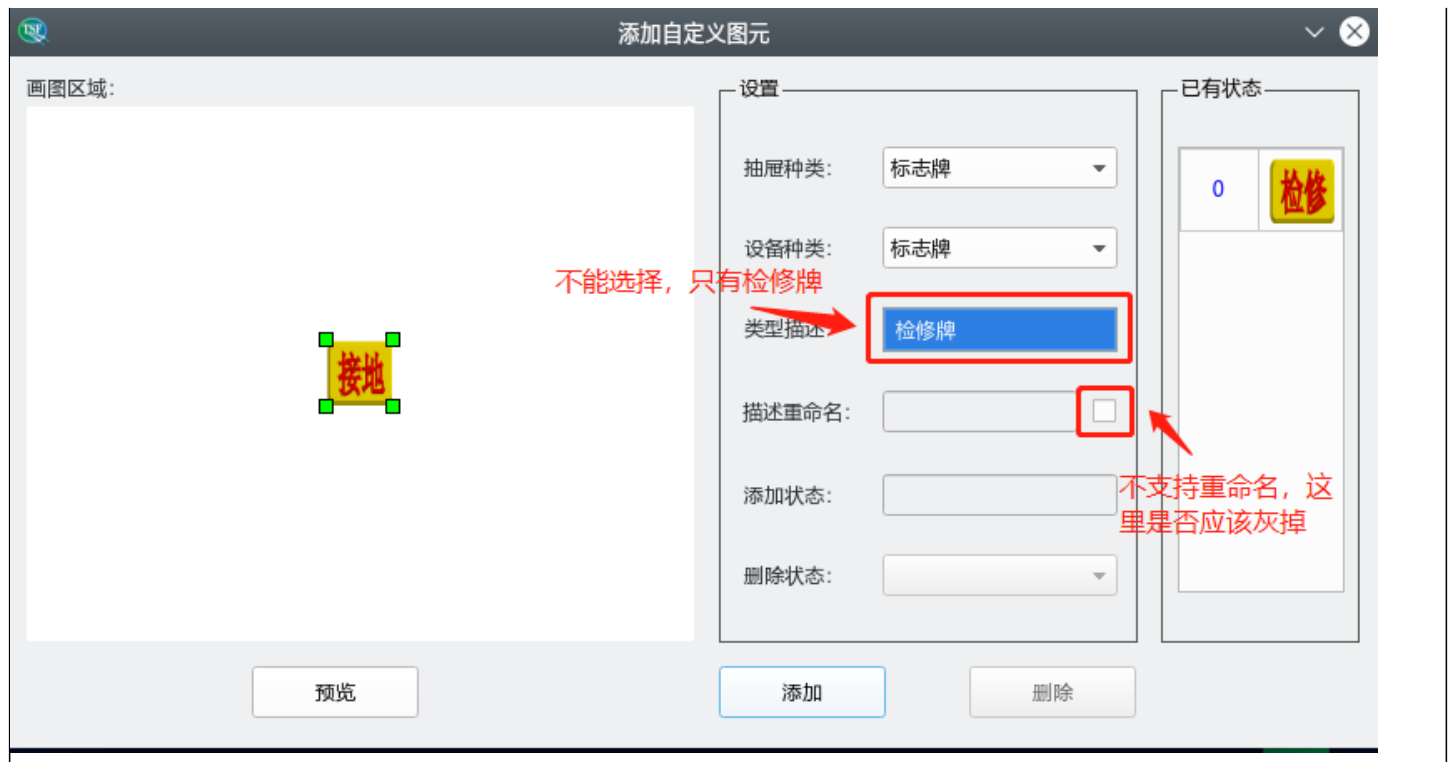 TSF
添加自定义图元
画图区域：
接地
设置
抽屉种类：
标志牌
设备种类：
标志牌
不能选择，只有检修牌
类型描述
检修牌
描述重命名：
不支持重命名，这
里是否应该灰掉
添加状态：
删除状态：
已有状态
0
检修
预览
添加
删除